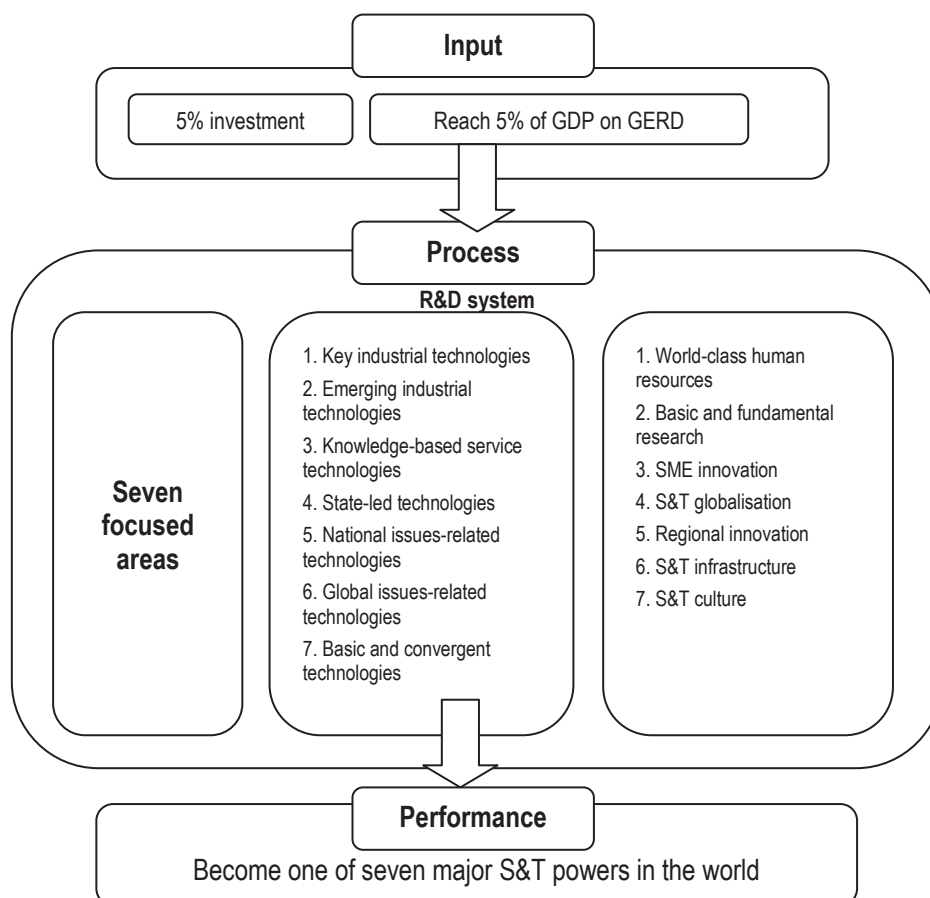 Input
5% investment
Reach 5% of GDP on GERD
Process
R&D system
Seven
focused
areas
1. Key industrial technologies
2. Emerging industrial
technologies
3. Knowledge-based service
technologies
4. State-led technologies
5. National issues-related
technologies
6. Global issues-related
technologies
7. Basic and convergent
technologies
1. World-class human
resources
2. Basic and fundamental
research
3. SME innovation
4. S&T globalisation
5. Regional innovation
6. S&T infrastructure
7. S&T culture
Performance
Become one of seven major S&T powers in the world